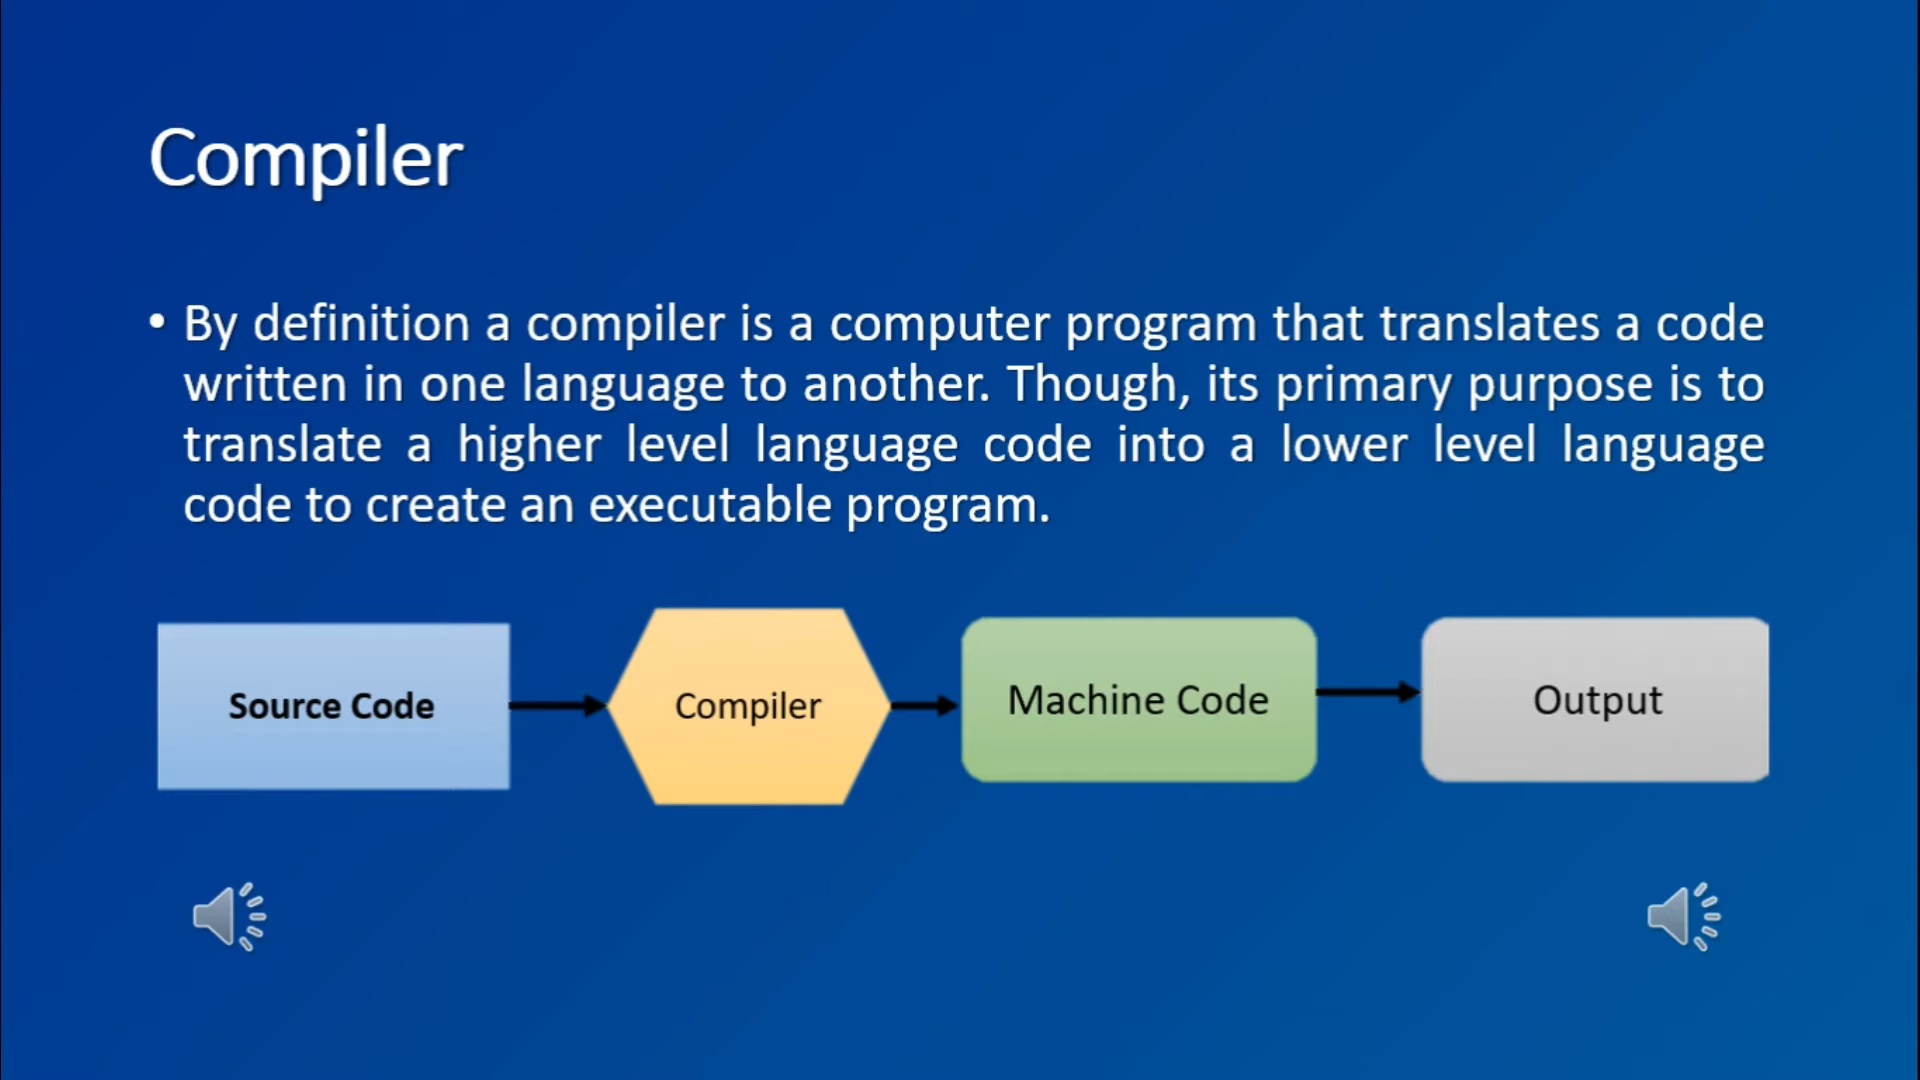 Compiler
• By definition a compiler is a computer program that translates a code
written in one language to another. Though, its primary purpose is to
translate a higher level language code into a lower level language
code to create an executable program.
Source Code
Compiler
Machine Code
Output